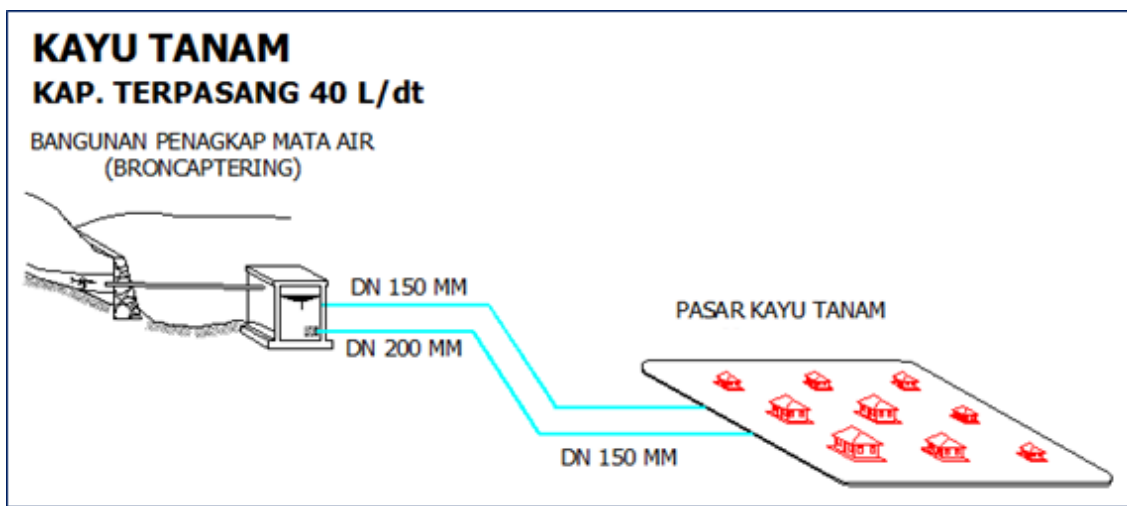 KAYU TANAM
KAP. TERPASANG 40 L/dt
BANGUNAN PENAGKAP MATA AIR
(BRONCAPTERING)
DN 150 MM
PASAR KAYU TANAM
DN 200 MM
DN 150 MM